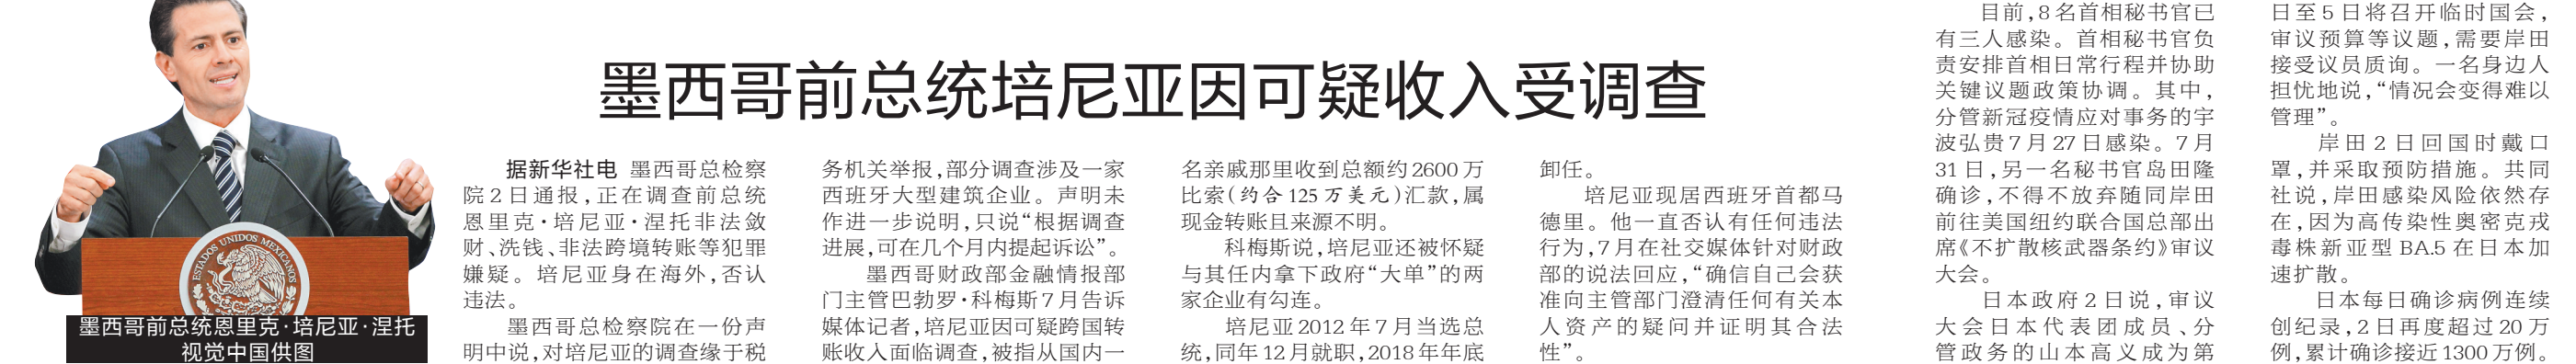 墨西哥前总统培尼亚因可疑收入受调查
ESTADOS UNIDOS MEXICANOS
墨西哥前总统恩里克·培尼亚·涅托
视觉中国供图
据新华社电 墨西哥总检察
院2日通报,正在调查前总统
恩里克·培尼亚·涅托非法敛
财、洗钱、非法跨境转账等犯罪
嫌疑。培尼亚身在海外,否认
违法。
墨西哥总检察院在一份声
明中说,对培尼亚的调查缘于税
务机关举报,部分调查涉及一家
西班牙大型建筑企业。声明未
作进一步说明,只说“根据调查
进展,可在几个月内提起诉讼”。
墨西哥财政部金融情报部
门主管巴勃罗·科梅斯7月告诉
媒体记者,培尼亚因可疑跨国转
账收入面临调查,被指从国内一
名亲戚那里收到总额约2600万
比索(约合125万美元)汇款,属
现金转账且来源不明。
科梅斯说,培尼亚还被怀疑
与其任内拿下政府“大单”的两
家企业有勾连。
培尼亚2012年7月当选总
统,同年12月就职,2018年年底
卸任。
培尼亚现居西班牙首都马
德里。他一直否认有任何违法
行为,7月在社交媒体针对财政
部的说法回应,“确信自己会获
准向主管部门澄清任何有关本
人资产的疑问并证明其合法
性”。
目前,8名首相秘书官已
有三人感染。首相秘书官负
责安排首相日常行程并协助
关键议题政策协调。其中,
分管新冠疫情应对事务的宇
波弘贵7月27日感染。7月
31日,另一名秘书官岛田隆
确诊,不得不放弃随同岸田
前往美国纽约联合国总部出
席《不扩散核武器条约》审议
大会。
日本政府2日说,审议
大会日本代表团成员、分
管政务的山本高义成为第
日至5日将召开临时国会,
审议预算等议题,需要岸田
接受议员质询。一名身边人
担忧地说,“情况会变得难以
管理”。
岸田2日回国时戴口
罩,并采取预防措施。共同
社说,岸田感染风险依然存
在,因为高传染性奥密克戎
毒株新亚型BA.5在日本加
速扩散。
日本每日确诊病例连续
创纪录,2日再度超过20万
例,累计确诊接近1300万例。